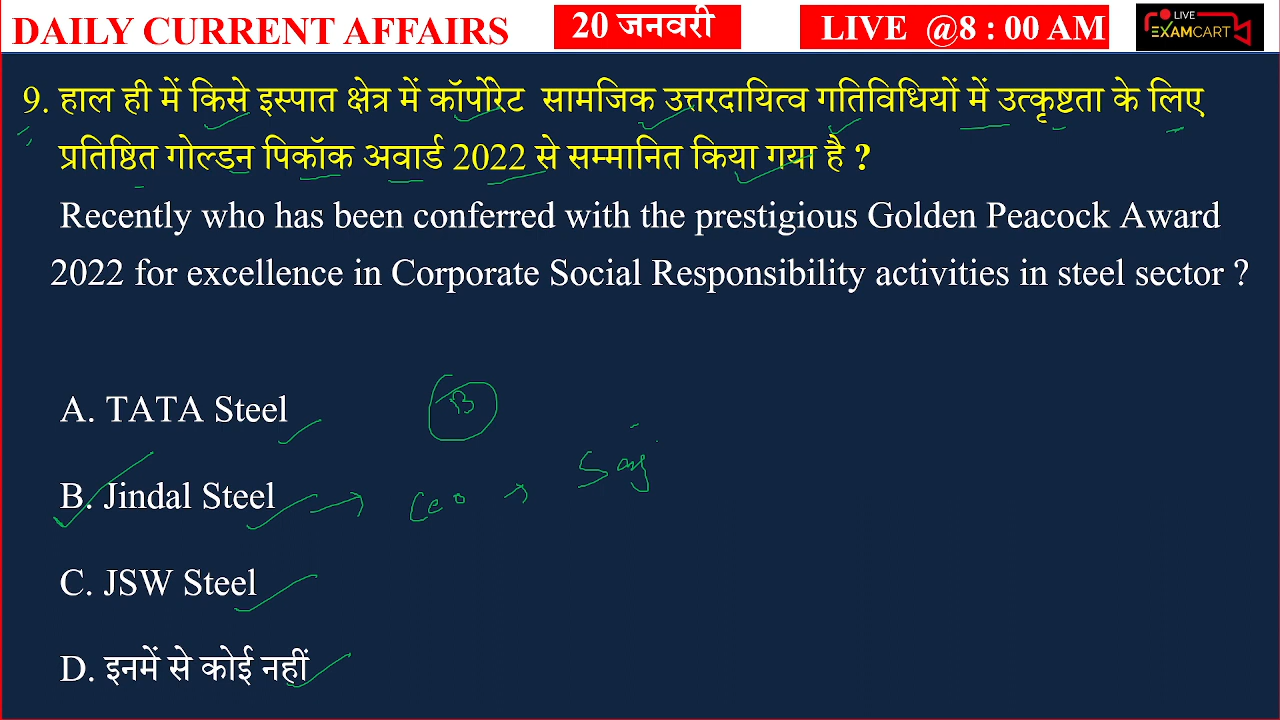 DAILY CURRENT AFFAIRS
20 जनवरी
LIVE @8 : 00 AM
LIVE
EXAMCART
9. हाल ही में किसे इस्पात क्षेत्र में कॉर्पोरेट सामजिक उत्तरदायित्व गतिविधियों में उत्कृष्टता के लिए
प्रतिष्ठित गोल्डन पिकॉक अवार्ड 2022 से सम्मानित किया गया है ?
Recently who has been conferred with the prestigious Golden Peacock Award
2022 for excellence in Corporate Social Responsibility activities in steel sector ?
A. TATA Steel
B
B. Jindal Steel
C. JSW Steel
D. इनमें से कोई नहीं